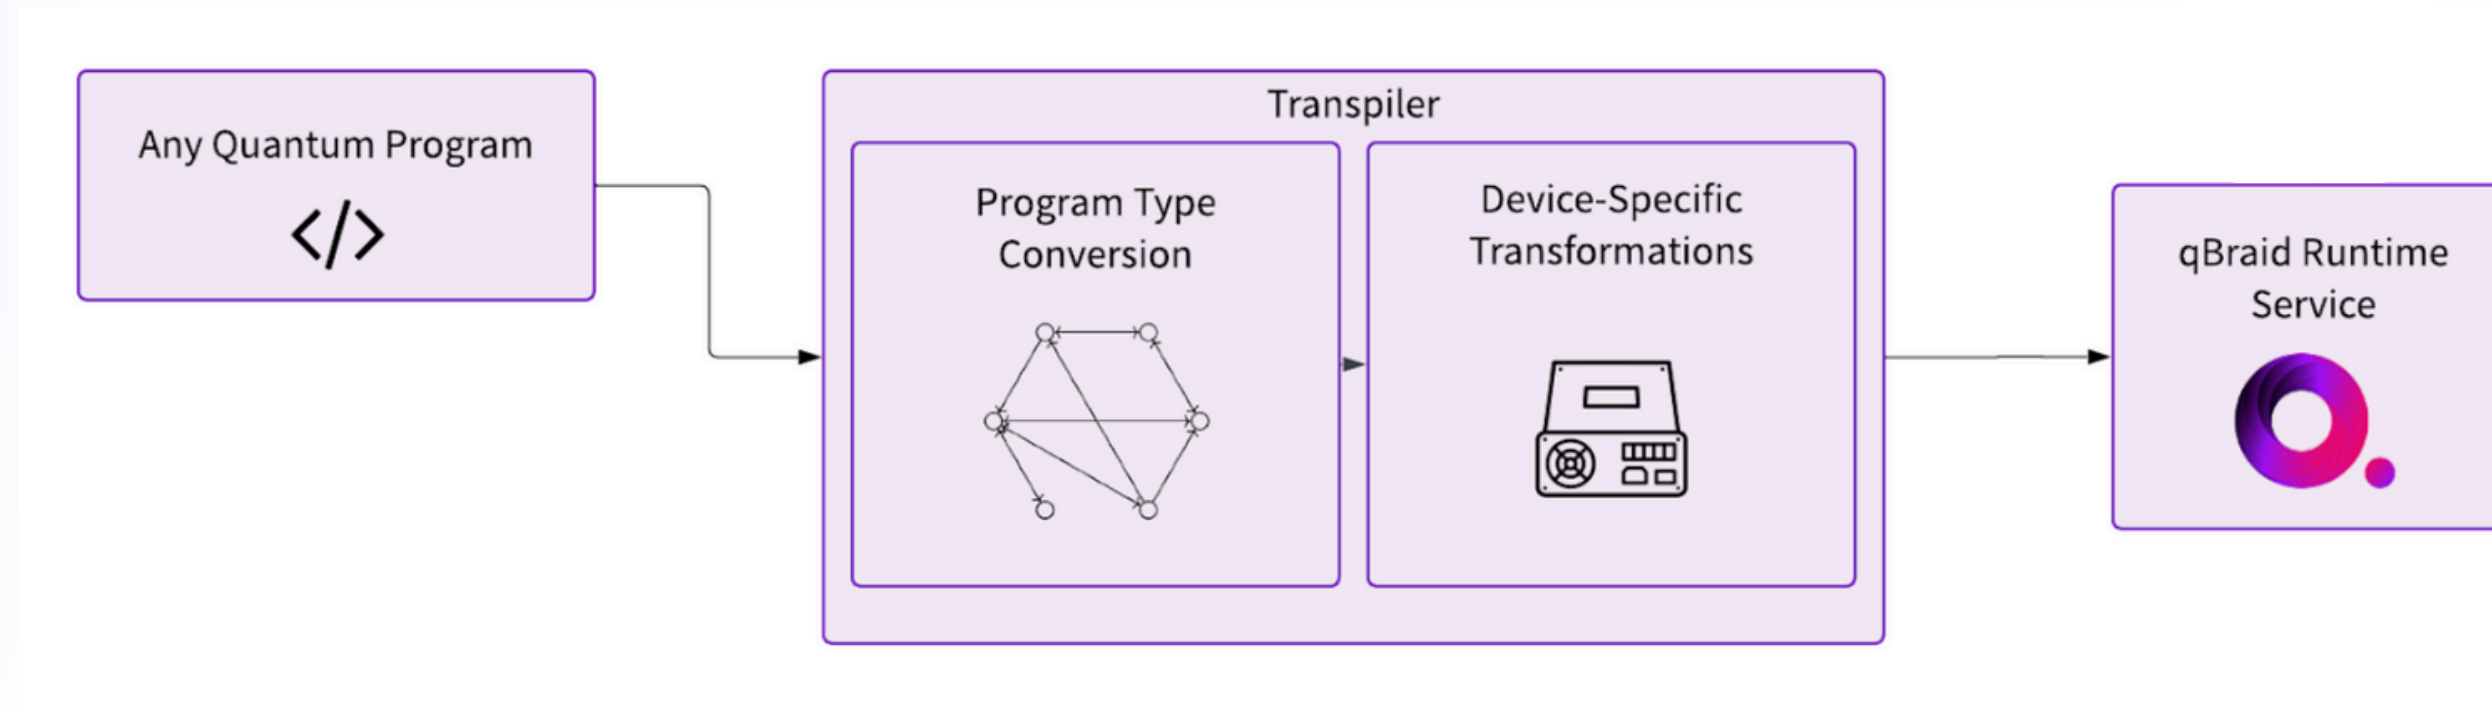 Any Quantum Program
</>
Transpiler
Program Type
Conversion
Device-Specific
Transformations
qBraid Runtime
Service